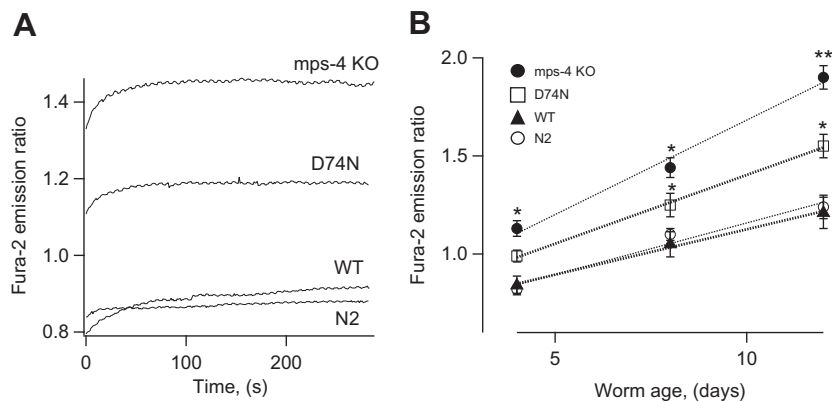 A
Fura-2 emission ratio
1.4
1.2
1.0
0.8
mps-4 KO
D74N
WT
N2
0
100
200
Time, (s)
B
Fura-2 emission ratio
2.0
1.5
1.0
mps-4 KO
D74N
WT
N2
*
*
*
**
*
5
10
Worm age, (days)